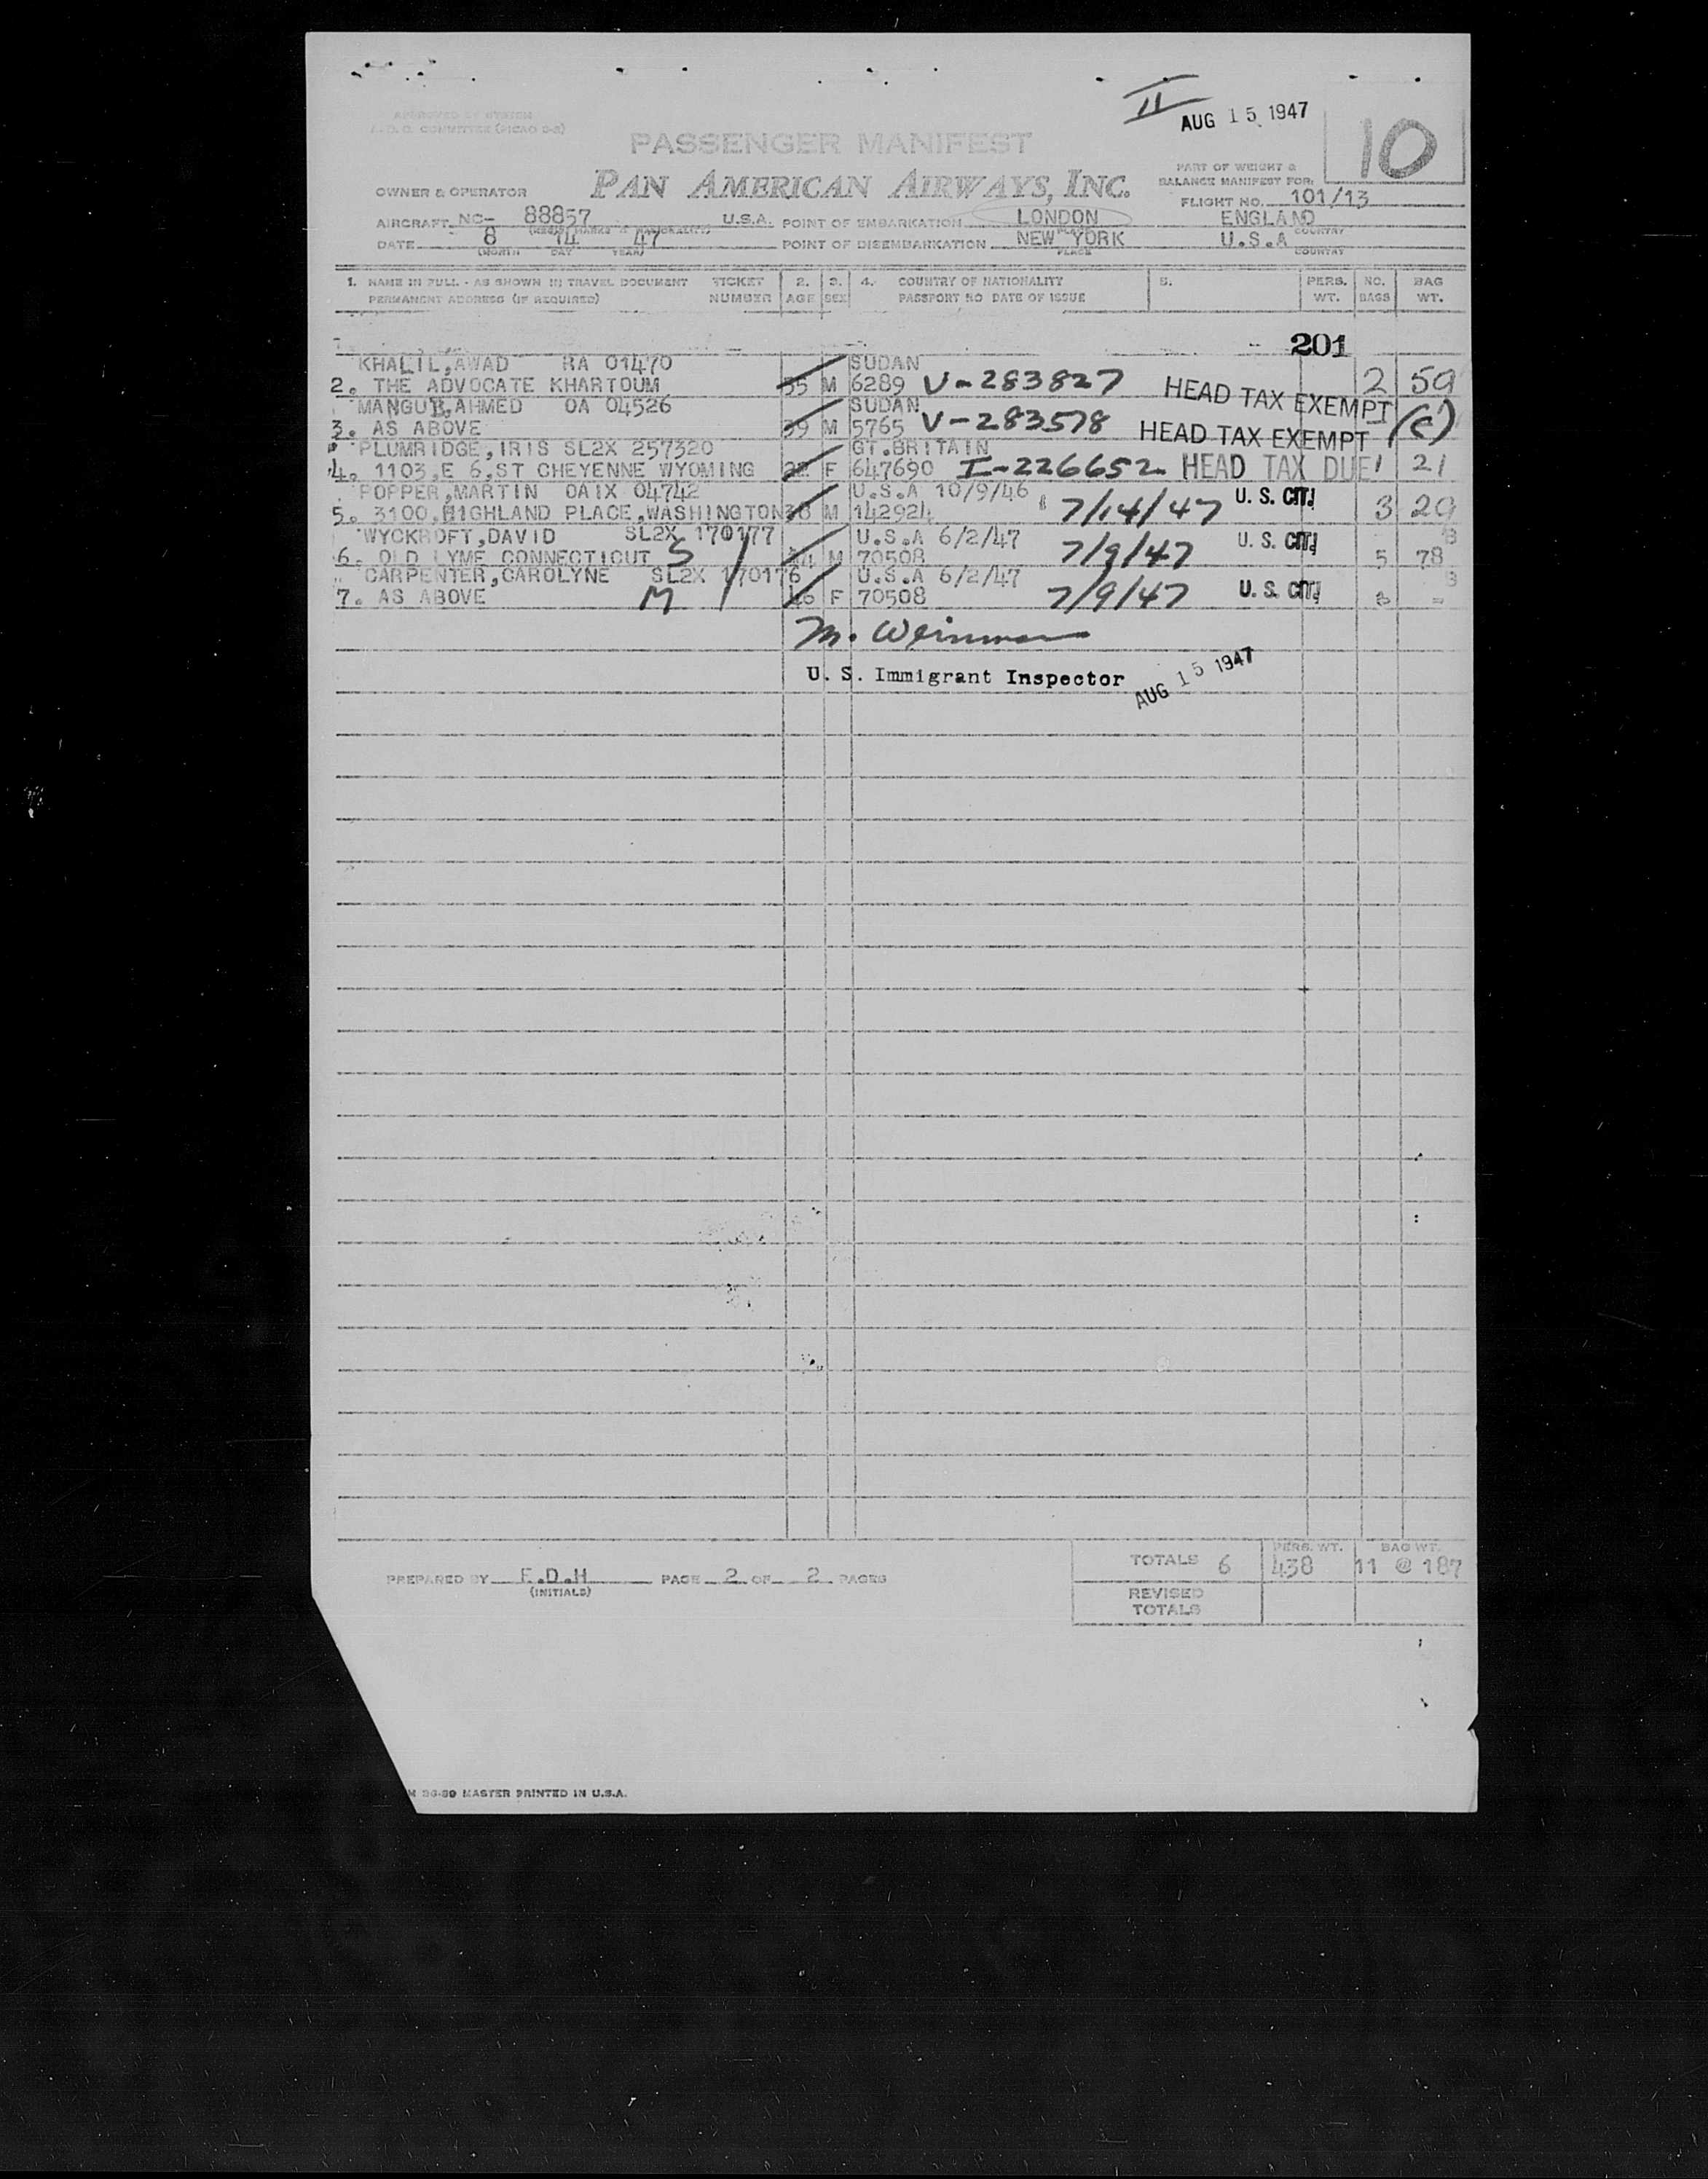 II
AUG 15 1947
10
PASSENGER MANIFEST
PAN AMERICAN AIRWAYS, INC.
PART OF WEIGHT &
BALANCE MANIFEST FOR:
OWNER & OPERATOR
FLIGHT NO. 101/13
AIRCRAFT NC- 88857 U.S.A. POINT OF EMBARKATION LONDON ENGLAND
PLACE COUNTRY
DATE 8 14 47 POINT OF DISEMBARKATION NEW YORK U.S.A
(MONTH DAY YEAR) PLACE COUNTRY
1. NAME IN FULL - AS SHOWN IN TRAVEL DOCUMENT TICKET 2. 3. 4. COUNTRY OF NATIONALITY 5. PERS. NO. BAG
PERMANENT ADDRESS (IF REQUIRED) NUMBER AGE SEX PASSPORT NO DATE OF ISSUE WT. BAGS WT.
201
KHALIL,AWAD RA 01470 SUDAN
2. THE ADVOCATE KHARTOUM 35 M 6289 V-283827 HEAD TAX EXEMPT 2 59
MANGUB,AHMED OA 04526 SUDAN
3. AS ABOVE 39 M 5765 V-283578 HEAD TAX EXEMPT (C)
PLUMRIDGE,IRIS SL2X 257320 GT.BRITAIN
4. 1103,E 6,ST CHEYENNE WYOMING 22 F 647690 I-226652 HEAD TAX DUE 1 21
POPPER,MARTIN OAIX 04742 U.S.A 10/9/46
5. 3100,HIGHLAND PLACE,WASHINGTON 38 M 142924 7/14/47 U. S. CIT. 3 29
WYCKROFT,DAVID SL2X 170177 U.S.A 6/2/47
6. OLD LYME CONNECTICUT S M 70508 7/9/47 U. S. CIT. 5 78
CARPENTER,CAROLYNE SL2X 170176 U.S.A 6/2/47
7. AS ABOVE M F 70508 7/9/47 U. S. CIT. -
M. Weinman
U. S. Immigrant Inspector AUG 15 1947
PERS. WT. BAG WT.
TOTALS 6 438 11 @ 187
PREPARED BY F.D.H PAGE 2 OF 2 PAGES
(INITIALS)
REVISED
TOTALS
MASTER PRINTED IN U.S.A.